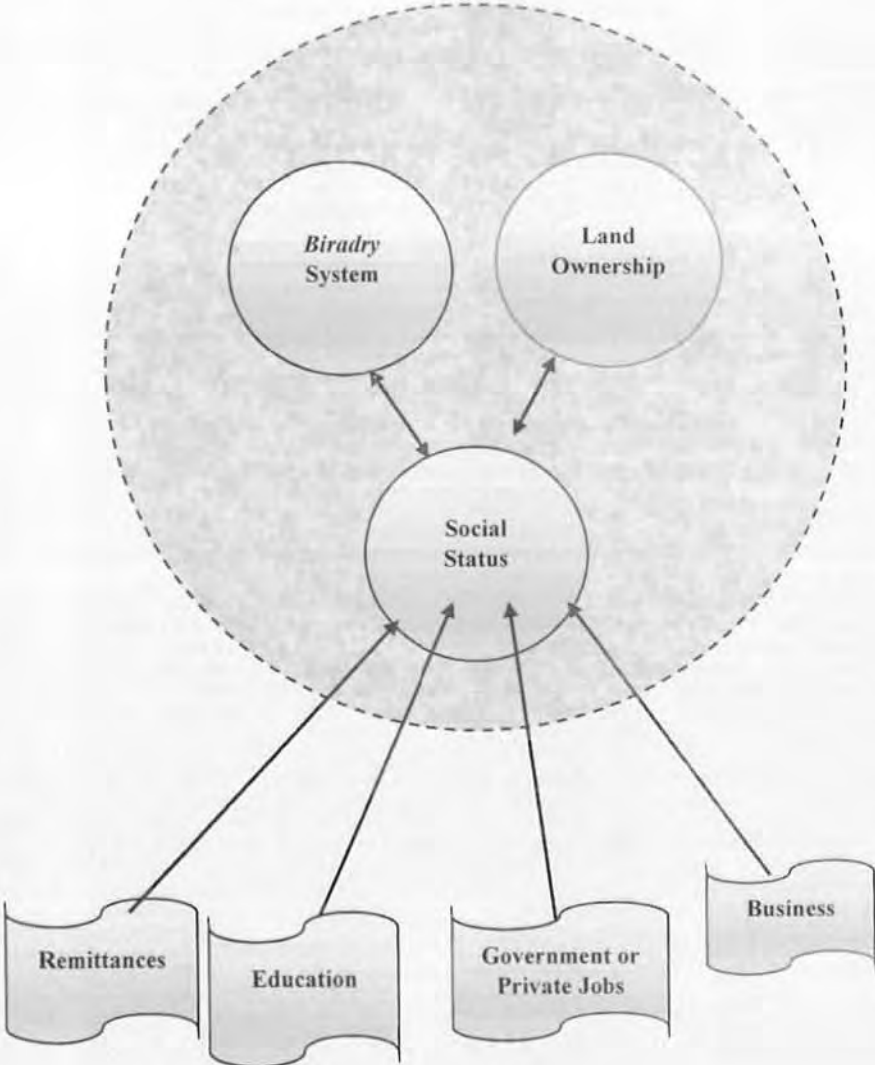 Biradry
System
Land
Ownership
Social
Status
Remittances
Education
Government or
Private Jobs
Business